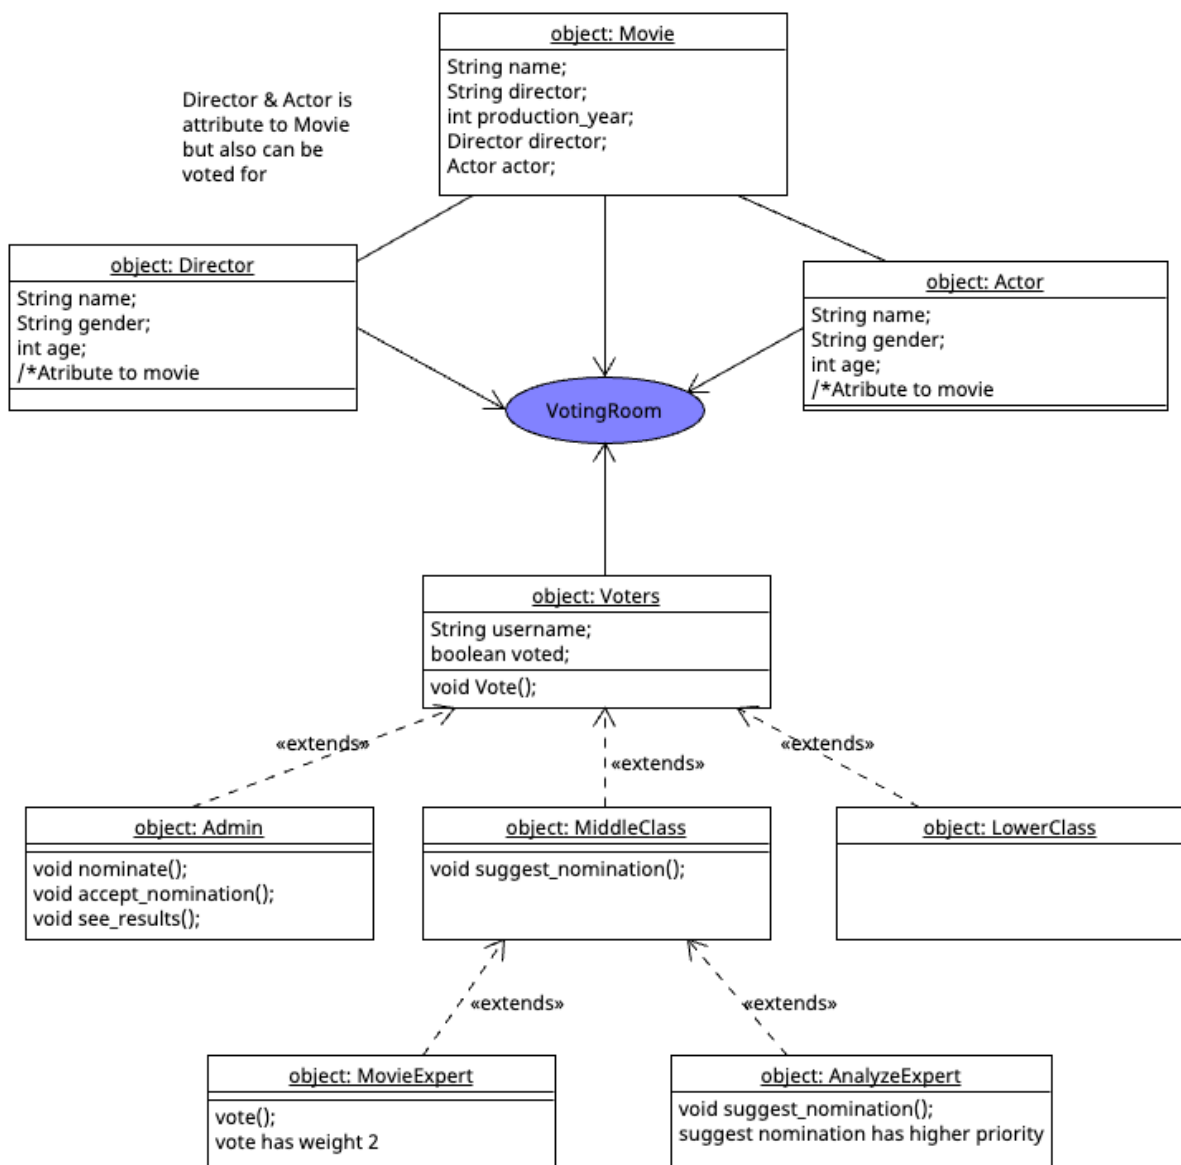 object: Movie
String name;
String director;
int production_year;
Director director;
Actor actor;
Director & Actor is
attribute to Movie
but also can be
voted for
object: Director
String name;
String gender;
int age;
/*Atribute to movie
object: Actor
String name;
String gender;
int age;
/*Atribute to movie
VotingRoom
object: Voters
String username;
boolean voted;
void Vote();
«extends»
«extends»
«extends»
object: Admin
void nominate();
void accept_nomination();
void see_results();
object: MiddleClass
void suggest_nomination();
object: LowerClass
«extends»
«extends»
object: MovieExpert
vote();
vote has weight 2
object: AnalyzeExpert
void suggest_nomination();
suggest nomination has higher priority